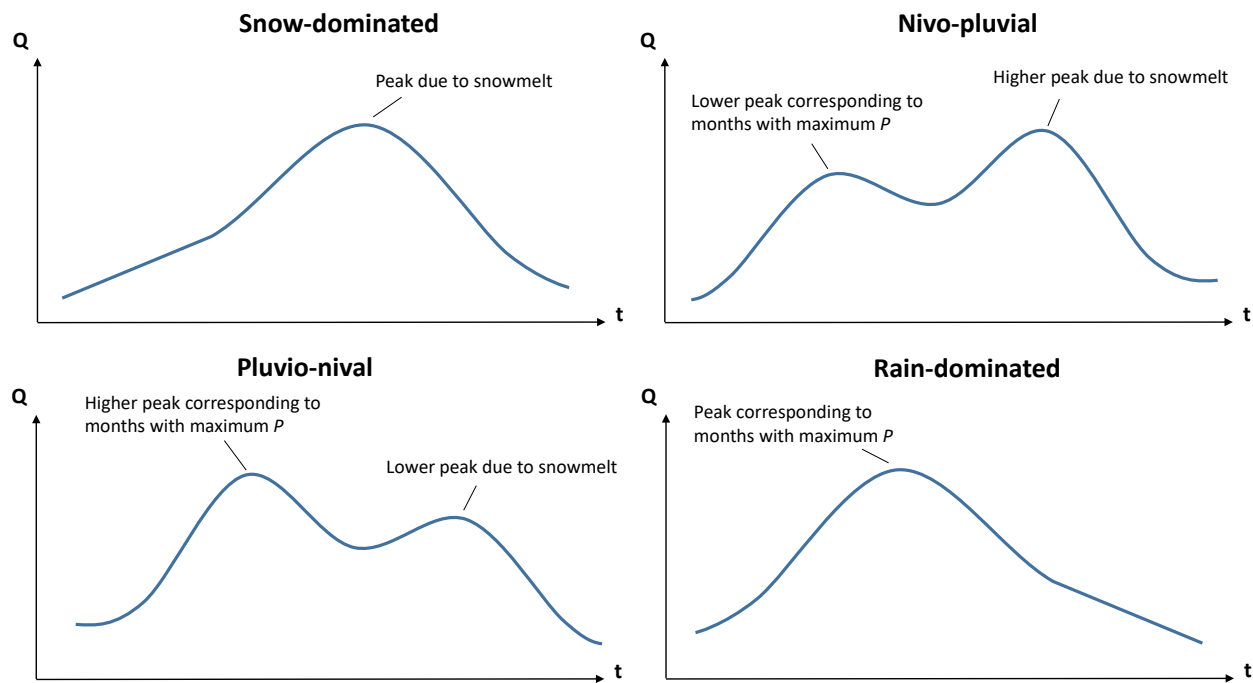 Snow-dominated
Q
Peak due to snowmelt
t
Nivo-pluvial
Q
Higher peak due to snowmelt
Lower peak corresponding to
months with maximum P
t
Pluvio-nival
Q
Higher peak corresponding to
months with maximum P
Lower peak due to snowmelt
t
Rain-dominated
Q
Peak corresponding to
months with maximum P
t